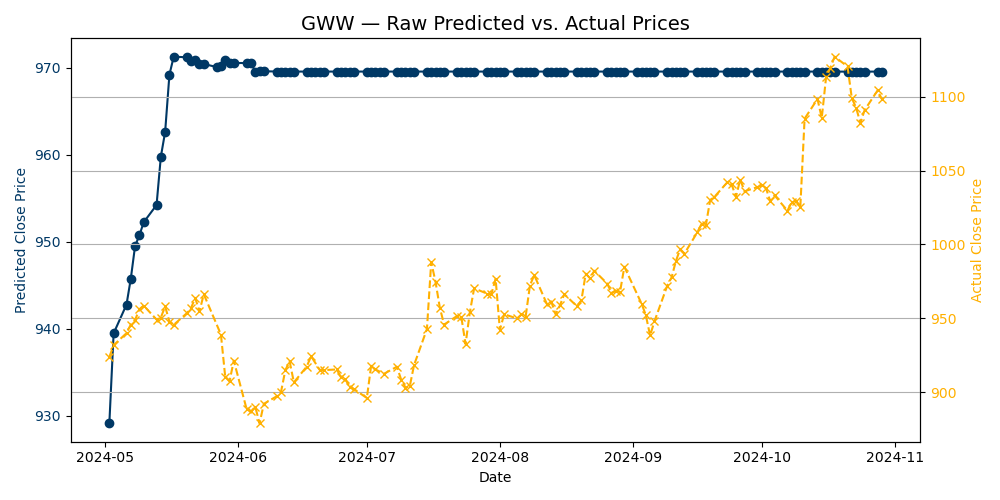 GWW — Raw Predicted vs. Actual Prices
Predicted Close Price
970
960
950
940
930
1100
1050
1000
950
900
Actual Close Price
2024-05 2024-06 2024-07 2024-08 2024-09 2024-10 2024-11
Date